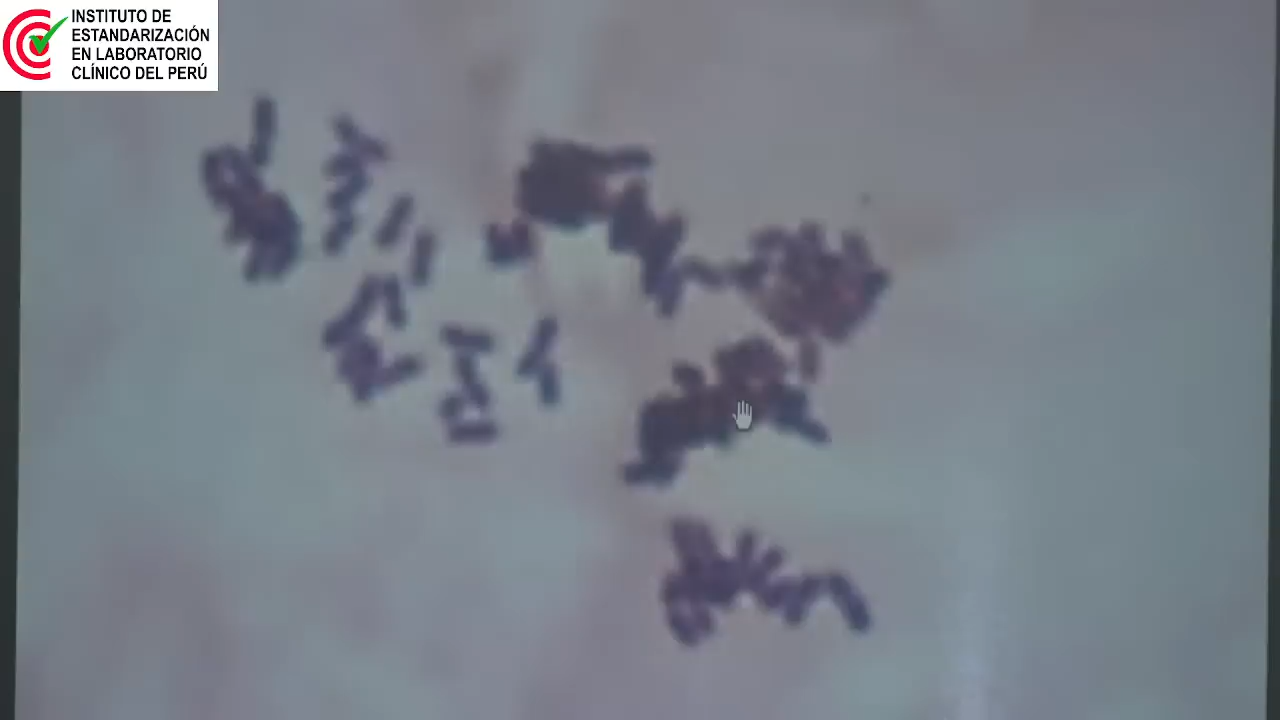 INSTITUTO DE
ESTANDARIZACIÓN
EN LABORATORIO
CLÍNICO DEL PERÚ